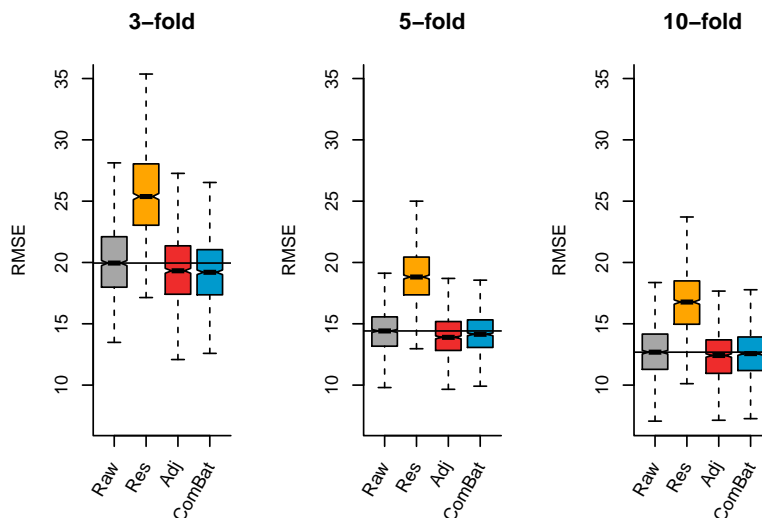 3−fold
5−fold
10−fold
RMSE
10
15
20
25
30
35
Raw
Res
Adj
ComBat
RMSE
10
15
20
25
30
35
Raw
Res
Adj
ComBat
RMSE
10
15
20
25
30
35
Raw
Res
Adj
ComBat